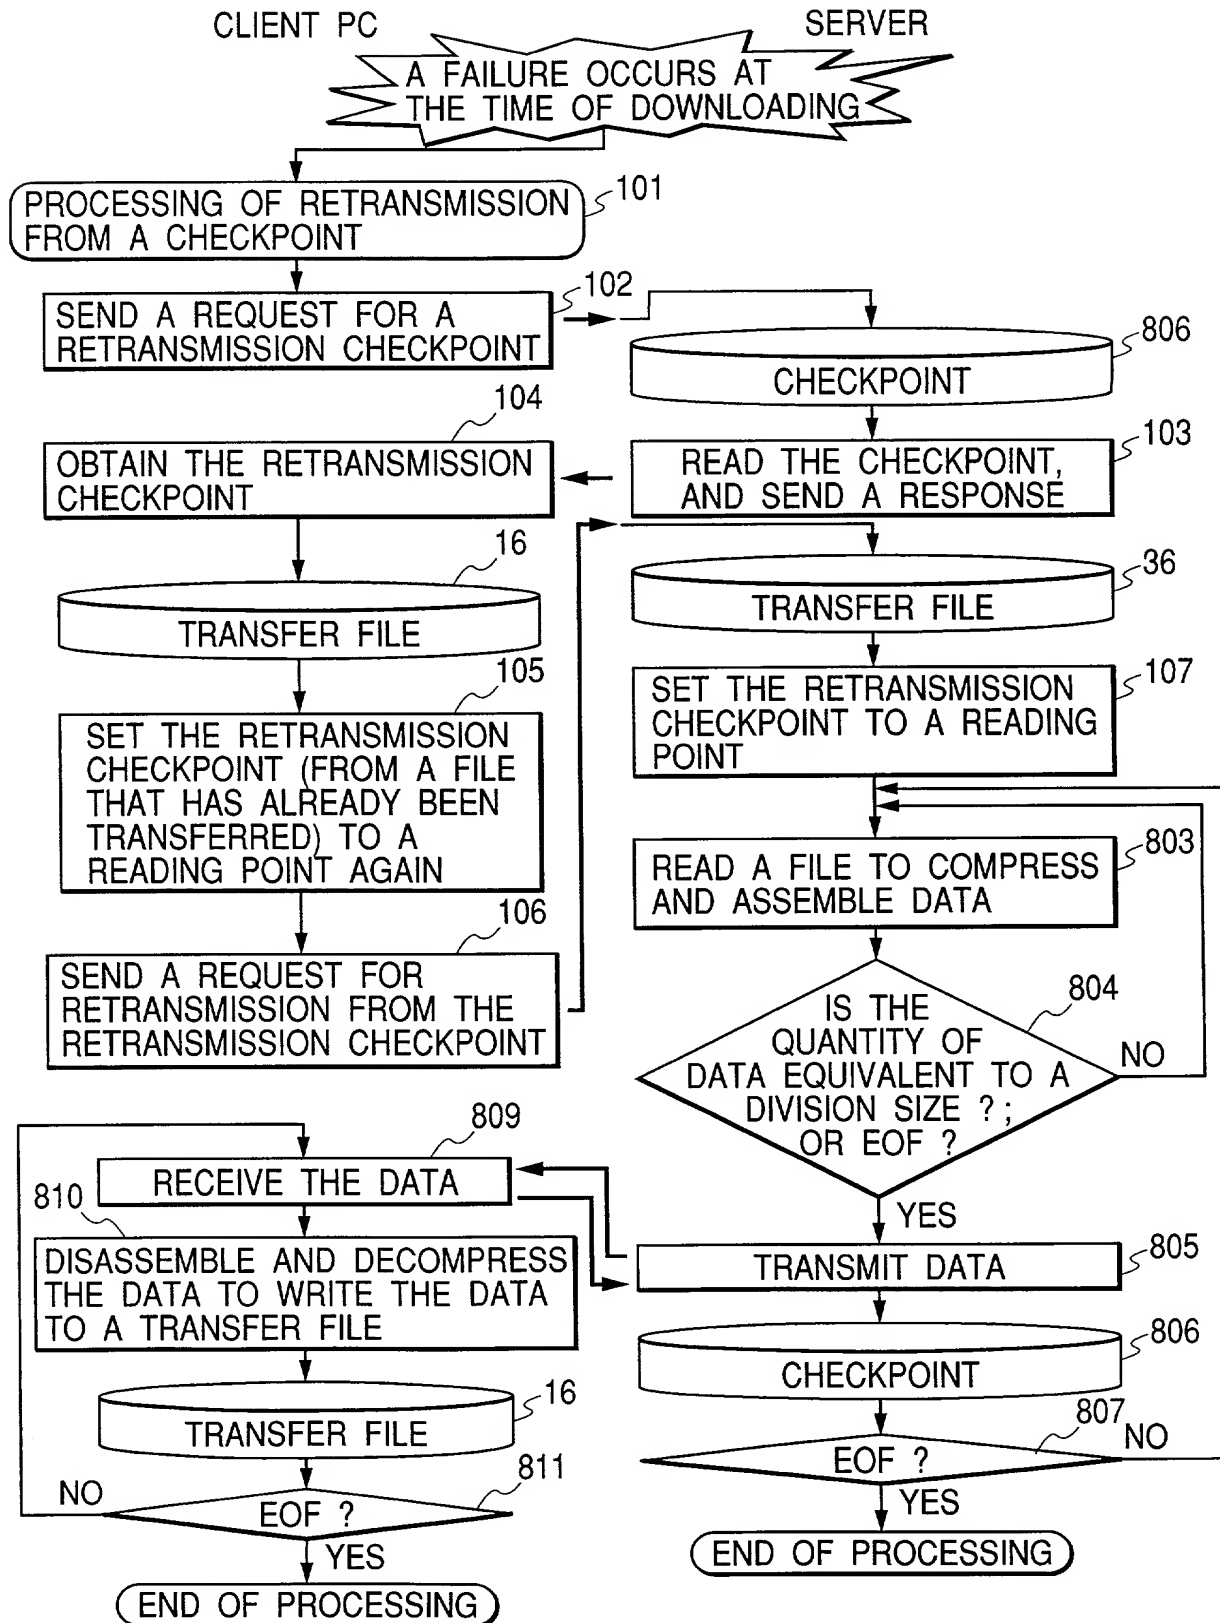 CLIENT PC
SERVER
A FAILURE OCCURS AT
THE TIME OF DOWNLOADING
PROCESSING OF RETRANSMISSION
FROM A CHECKPOINT
101
SEND A REQUEST FOR A
RETRANSMISSION CHECKPOINT
102
CHECKPOINT
806
READ THE CHECKPOINT,
AND SEND A RESPONSE
103
104
OBTAIN THE RETRANSMISSION
CHECKPOINT
16
TRANSFER FILE
105
SET THE RETRANSMISSION
CHECKPOINT (FROM A FILE
THAT HAS ALREADY BEEN
TRANSFERRED) TO A
READING POINT AGAIN
106
SEND A REQUEST FOR
RETRANSMISSION FROM THE
RETRANSMISSION CHECKPOINT
36
TRANSFER FILE
107
SET THE RETRANSMISSION
CHECKPOINT TO A READING
POINT
803
READ A FILE TO COMPRESS
AND ASSEMBLE DATA
804
IS THE
QUANTITY OF
DATA EQUIVALENT TO A
DIVISION SIZE ? ;
OR EOF ?
NO
YES
809
RECEIVE THE DATA
810
DISASSEMBLE AND DECOMPRESS
THE DATA TO WRITE THE DATA
TO A TRANSFER FILE
TRANSMIT DATA
805
CHECKPOINT
806
16
TRANSFER FILE
811
NO
EOF ?
YES
END OF PROCESSING
807
NO
EOF ?
YES
END OF PROCESSING